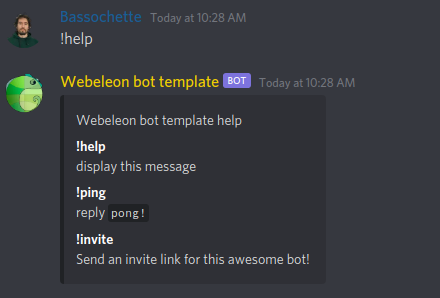 Bassochette Today at 10:28 AM
!help
Webeleon bot template BOT Today at 10:28 AM
Webeleon bot template help
!help
display this message
!ping
reply pong!
!invite
Send an invite link for this awesome bot!